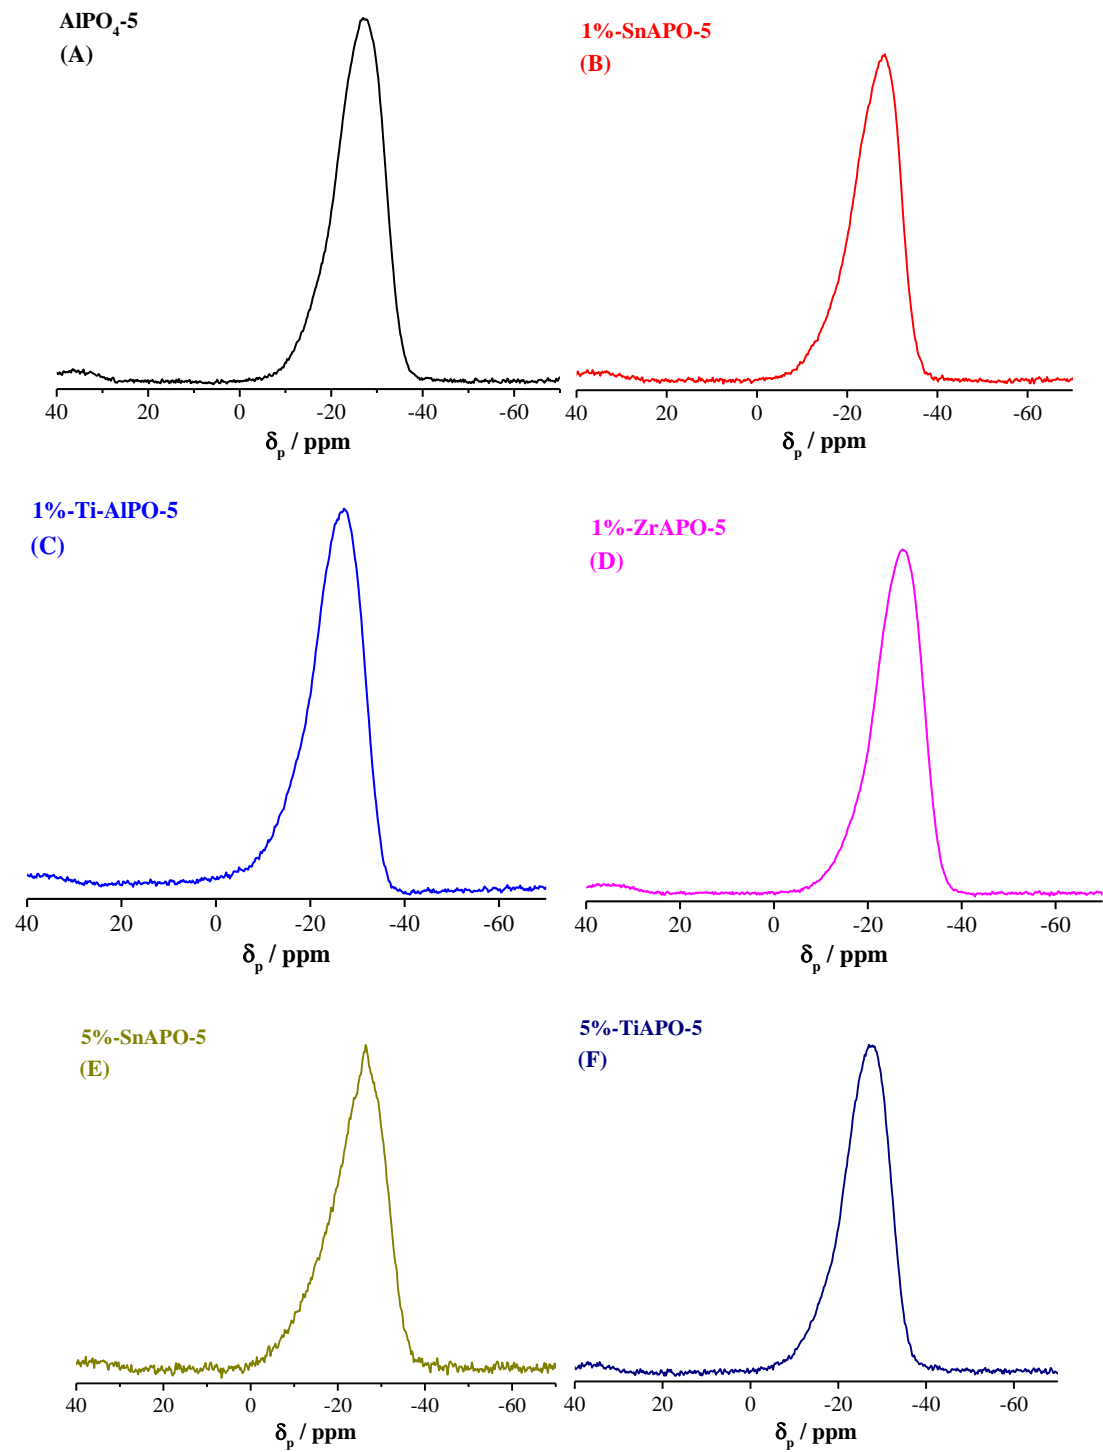 AlPO₄-5
(A)
40 20 0 -20 -40 -60
δₚ / ppm
1%-SnAPO-5
(B)
40 20 0 -20 -40 -60
δₚ / ppm
1%-Ti-AlPO-5
(C)
40 20 0 -20 -40 -60
δₚ / ppm
1%-ZrAPO-5
(D)
40 20 0 -20 -40 -60
δₚ / ppm
5%-SnAPO-5
(E)
40 20 0 -20 -40 -60
δₚ / ppm
5%-TiAPO-5
(F)
40 20 0 -20 -40 -60
δₚ / ppm